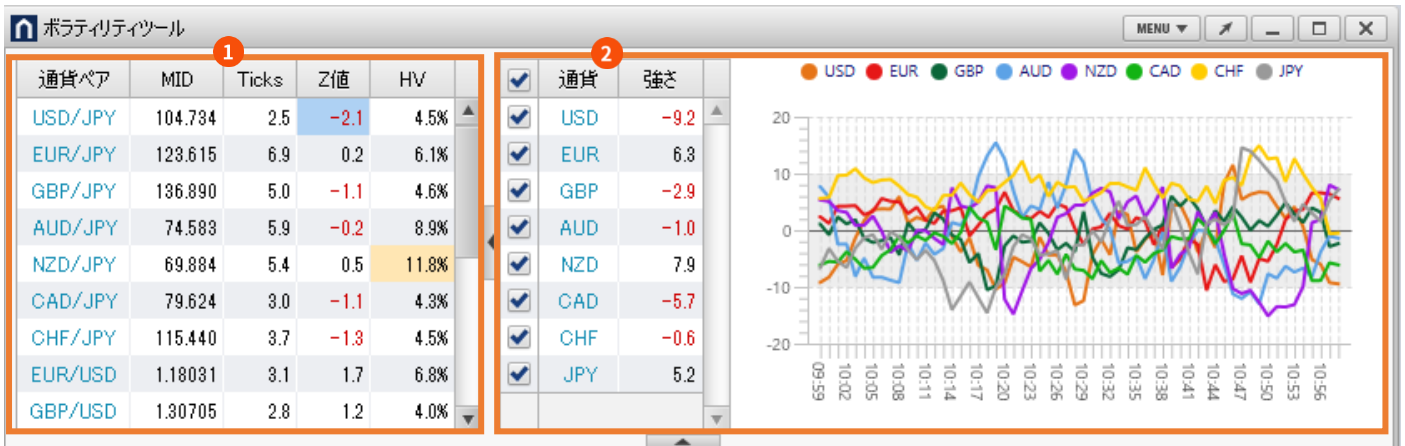 ボラティリティツール
MENU ▼
1
通貨ペア MID Ticks Z値 HV
USD/JPY 104.734 2.5 -2.1 4.5%
EUR/JPY 123.615 6.9 0.2 6.1%
GBP/JPY 136.890 5.0 -1.1 4.6%
AUD/JPY 74.583 5.9 -0.2 8.9%
NZD/JPY 69.884 5.4 0.5 11.8%
CAD/JPY 79.624 3.0 -1.1 4.3%
CHF/JPY 115.440 3.7 -1.3 4.5%
EUR/USD 1.18031 3.1 1.7 6.8%
GBP/USD 1.30705 2.8 1.2 4.0%
2
通貨 強さ
USD -9.2
EUR 6.3
GBP -2.9
AUD -1.0
NZD 7.9
CAD -5.7
CHF -0.6
JPY 5.2
USD EUR GBP AUD NZD CAD CHF JPY
20
10
0
-10
-20
09:59 10:02 10:05 10:08 10:11 10:14 10:17 10:20 10:23 10:26 10:29 10:32 10:35 10:38 10:41 10:44 10:47 10:50 10:53 10:56